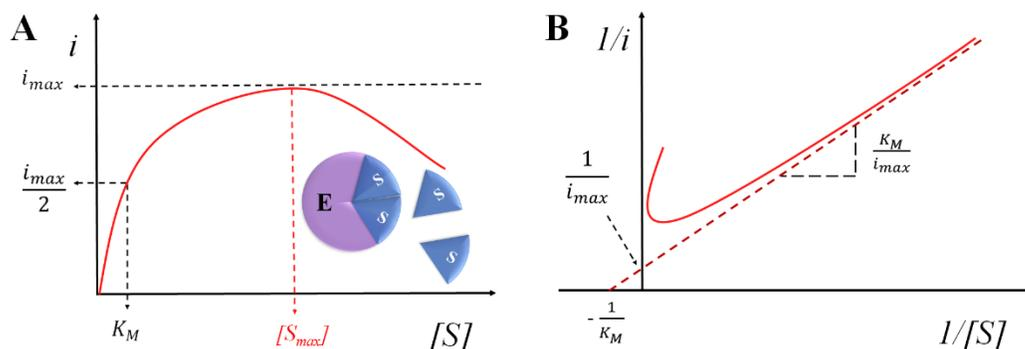 A
i
i_max
i_max/2
E
S
S
S
S
K_M
[S_max]
[S]
B
1/i
1/i_max
K_M/i_max
- 1/K_M
1/[S]